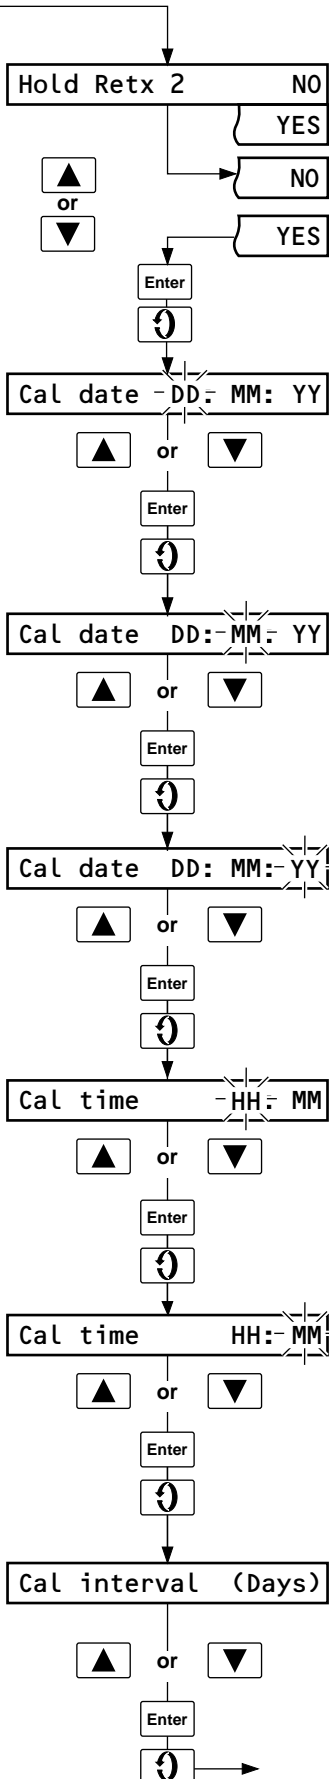 Hold Retx 2 NO
YES
NO
or
YES
Enter
Cal date DD: MM: YY
or
Enter
Cal date DD: MM: YY
or
Enter
Cal date DD: MM: YY
or
Enter
Cal time HH: MM
or
Enter
Cal time HH: MM
or
Enter
Cal interval (Days)
or
Enter